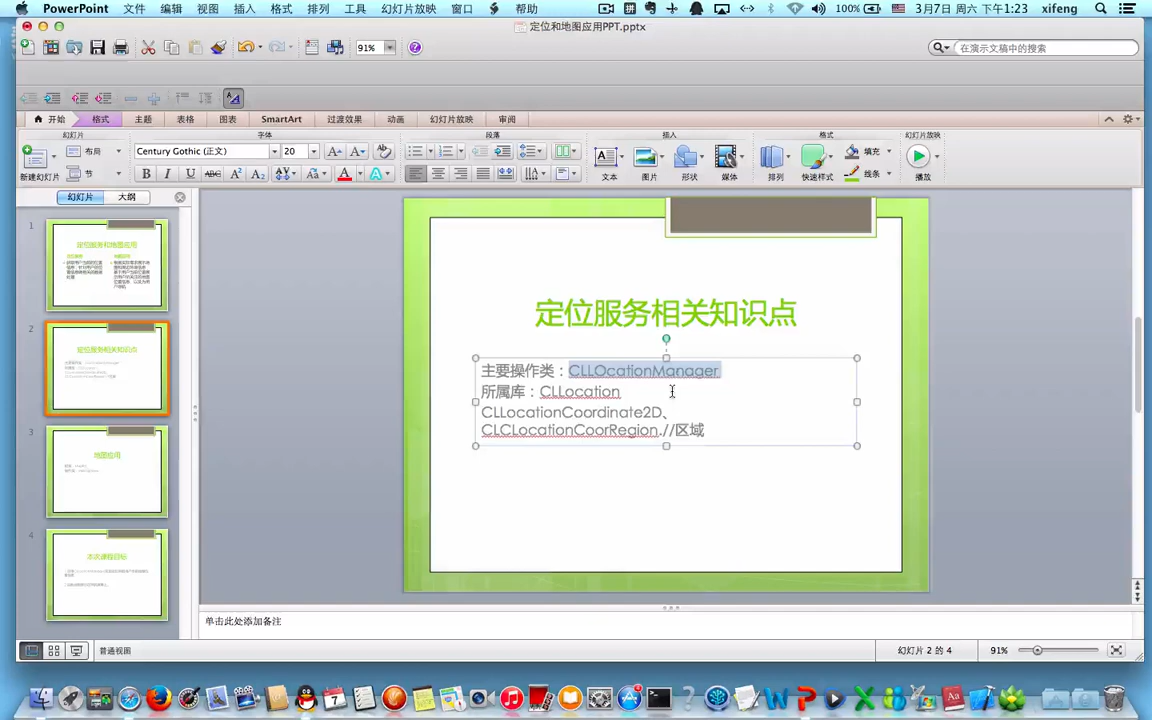 PowerPoint 文件 编辑 视图 插入 格式 排列 工具 幻灯片放映 窗口 帮助 100% 3月7日 周六 下午1:23 xifeng
定位和地图应用PPT.pptx
91% 在演示文稿中的搜索
开始 格式 主题 表格 图表 SmartArt 过渡效果 动画 幻灯片放映 审阅
幻灯片 字体 段落 插入 格式 幻灯片放映
布局 Century Gothic (正文) 20 填充
新建幻灯片 节 文本 图片 形状 媒体 排列 快速样式 线条 播放
幻灯片 大纲
1
定位服务和地图应用
2
定位服务相关知识点
3
地图应用
4
本次课程目标
定位服务相关知识点
主要操作类：CLLOcationManager
所属库：CLLocation
CLLocationCoordinate2D、
CLCLocationCoorRegion.//区域
单击此处添加备注
普通视图 幻灯片 2 的 4 91%